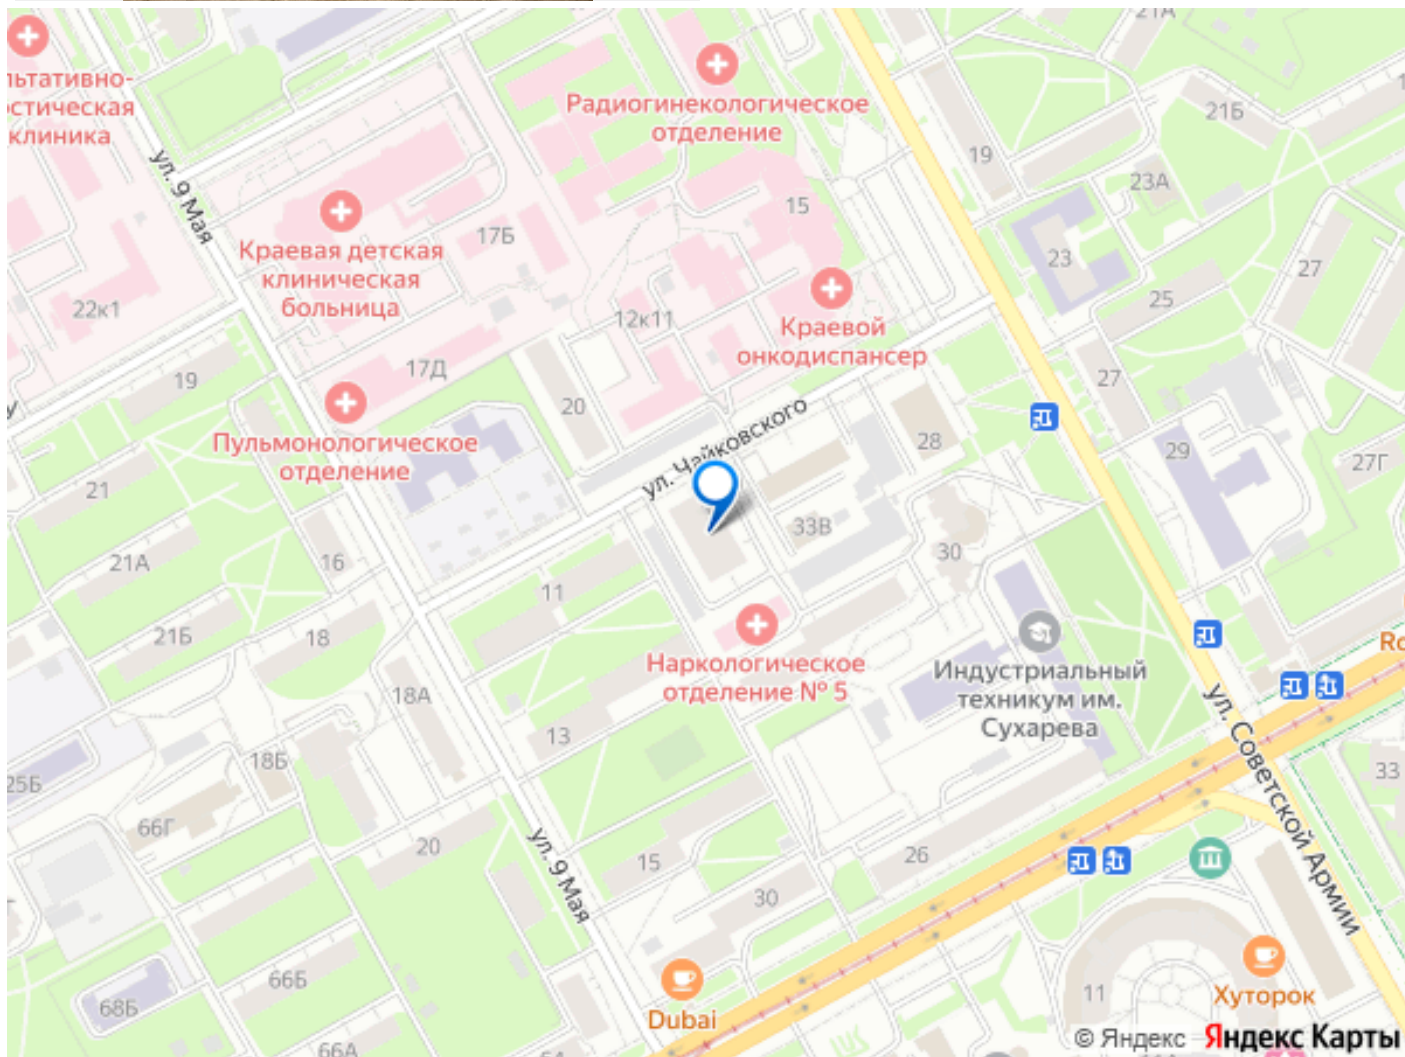 21А
льтативно-
остическая
клиника
Радиогинекологическое
отделение
21Б
19
23А
ул. 9 Мая
15
17Б
Краевая детская
клиническая
больница
23
27
25
22к1
12к11
Краевой
онкодиспансер
17Д
19
27
20
Пульмонологическое
отделение
ул. Чайковского
28
29
27Г
21
33В
30
21А
16
11
21Б
18
Наркологическое
отделение № 5
Индустриальный
техникум им.
Сухарева
Ro
18А
ул. Советской Армии
13
18Б
25Б
33
66Г
20
ул. 9 Мая
15
26
30
66Б
68Б
11
Dubai
Хуторок
66А
© Яндекс Яндекс Карты